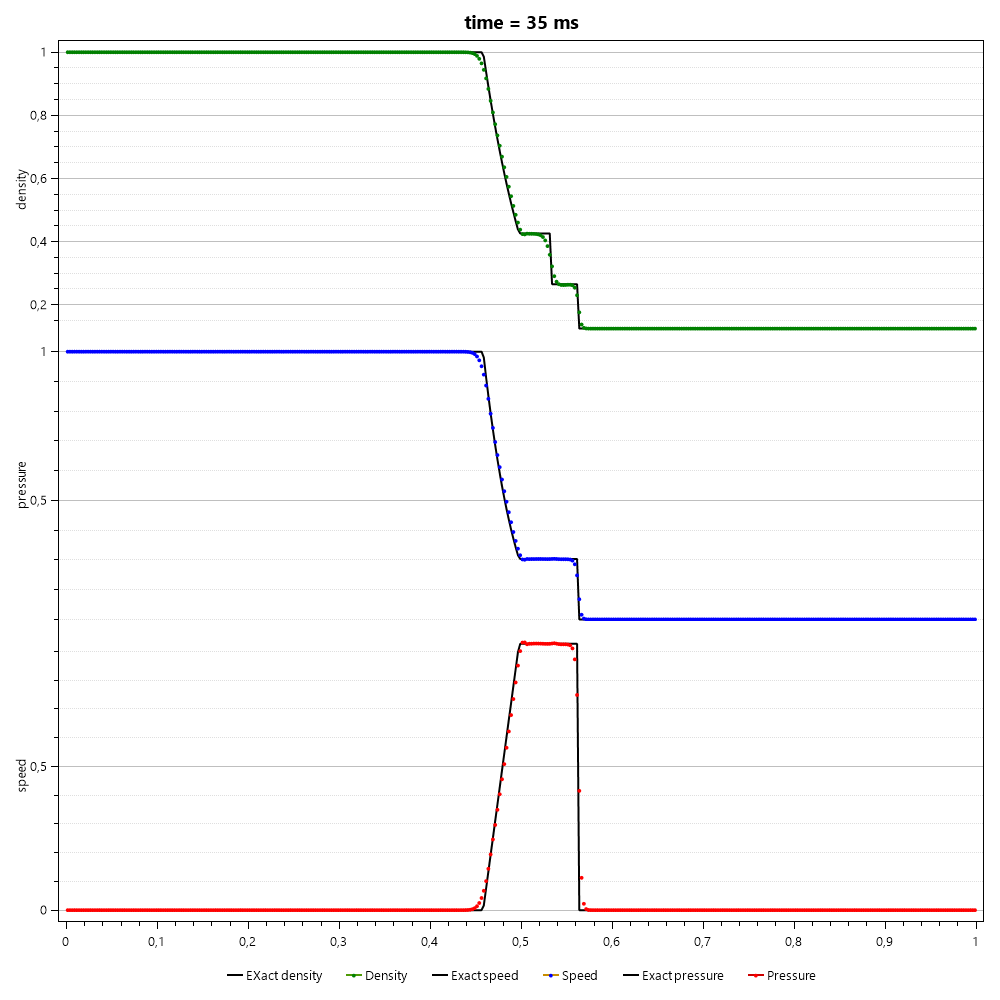 time = 35 ms
1
0,8
0,6
0,4
0,2
density
1
0,5
pressure
0,5
0
speed
0 0,1 0,2 0,3 0,4 0,5 0,6 0,7 0,8 0,9 1
EXact density Density Exact speed Speed Exact pressure Pressure